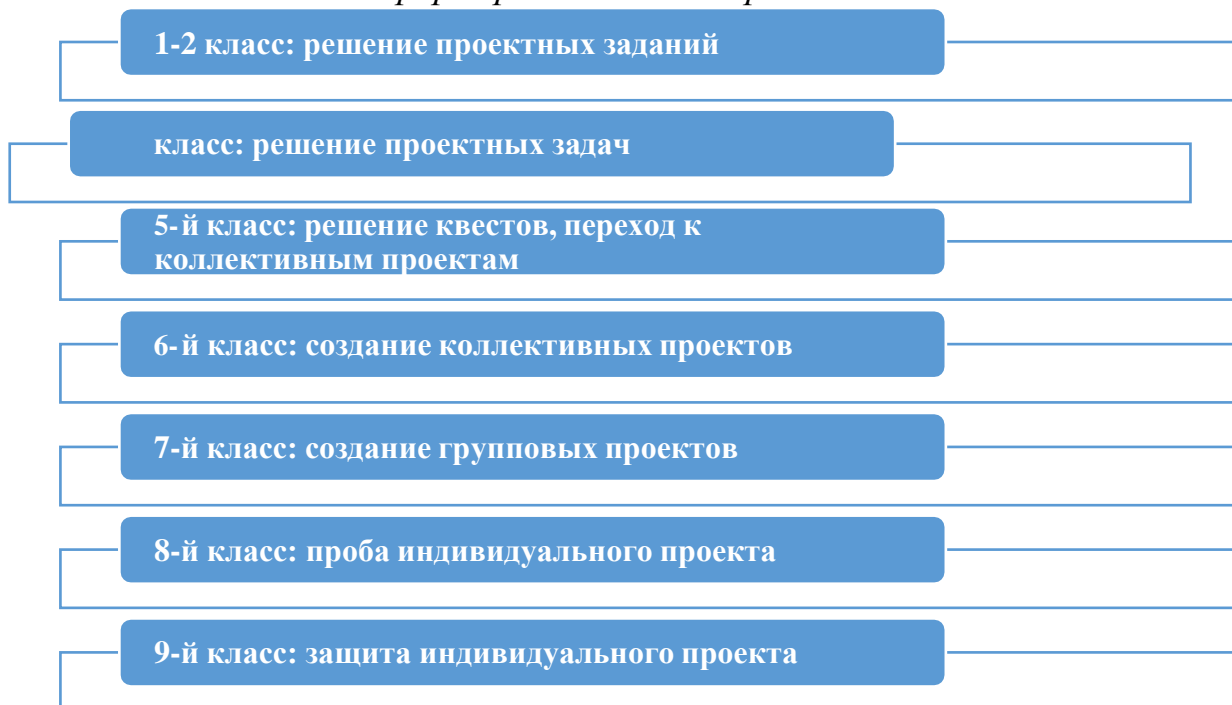 1-2 класс: решение проектных заданий
класс: решение проектных задач
5-й класс: решение квестов, переход к
коллективным проектам
6-й класс: создание коллективных проектов
7-й класс: создание групповых проектов
8-й класс: проба индивидуального проекта
9-й класс: защита индивидуального проекта